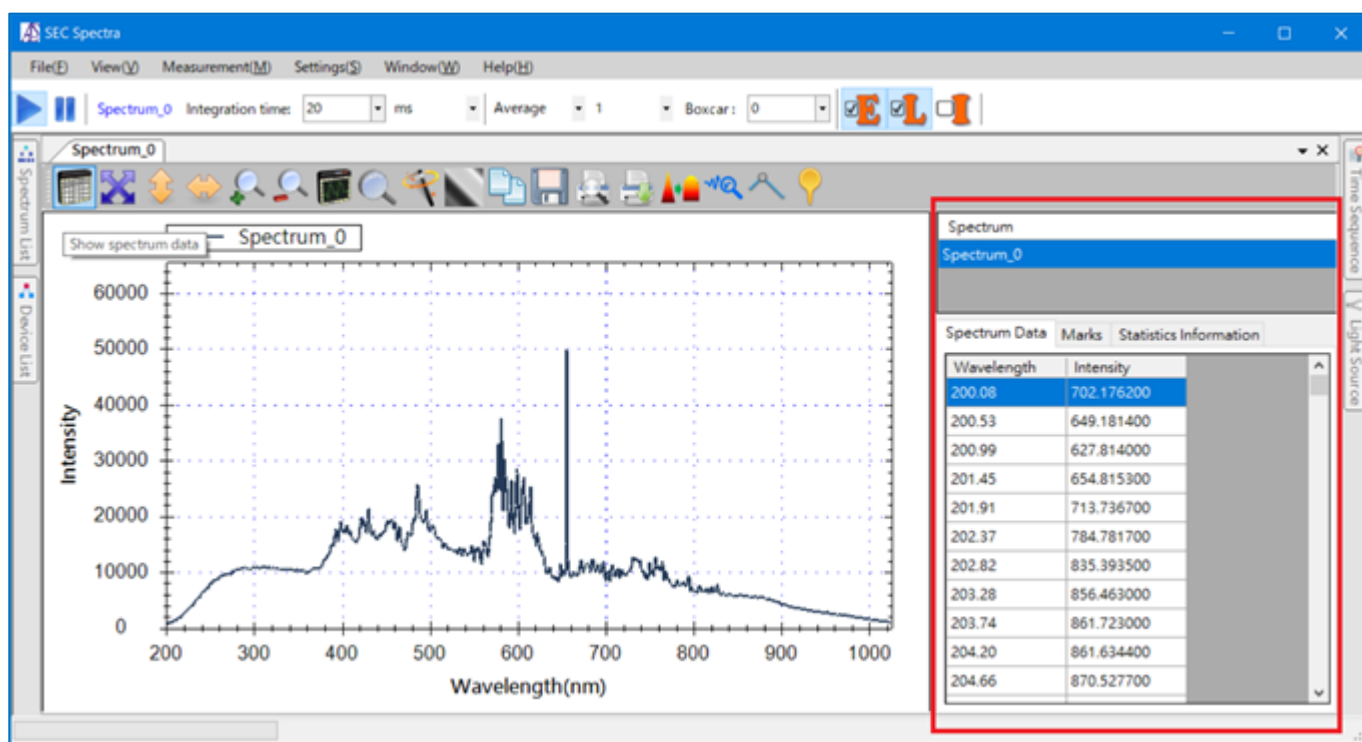 SEC Spectra
File(F) View(V) Measurement(M) Settings(S) Window(W) Help(H)
Spectrum_0 Integration time: 20 ms Average 1 Boxcar: 0 E L I
Spectrum List
Device List
Spectrum_0
Show spectrum data
Spectrum_0
60000
50000
40000
30000
20000
10000
0
Intensity
200 300 400 500 600 700 800 900 1000
Wavelength(nm)
Spectrum
Spectrum_0
Spectrum Data Marks Statistics Information
Wavelength Intensity
200.08 702.176200
200.53 649.181400
200.99 627.814000
201.45 654.815300
201.91 713.736700
202.37 784.781700
202.82 835.393500
203.28 856.463000
203.74 861.723000
204.20 861.634400
204.66 870.527700
Time Sequence
Light Source